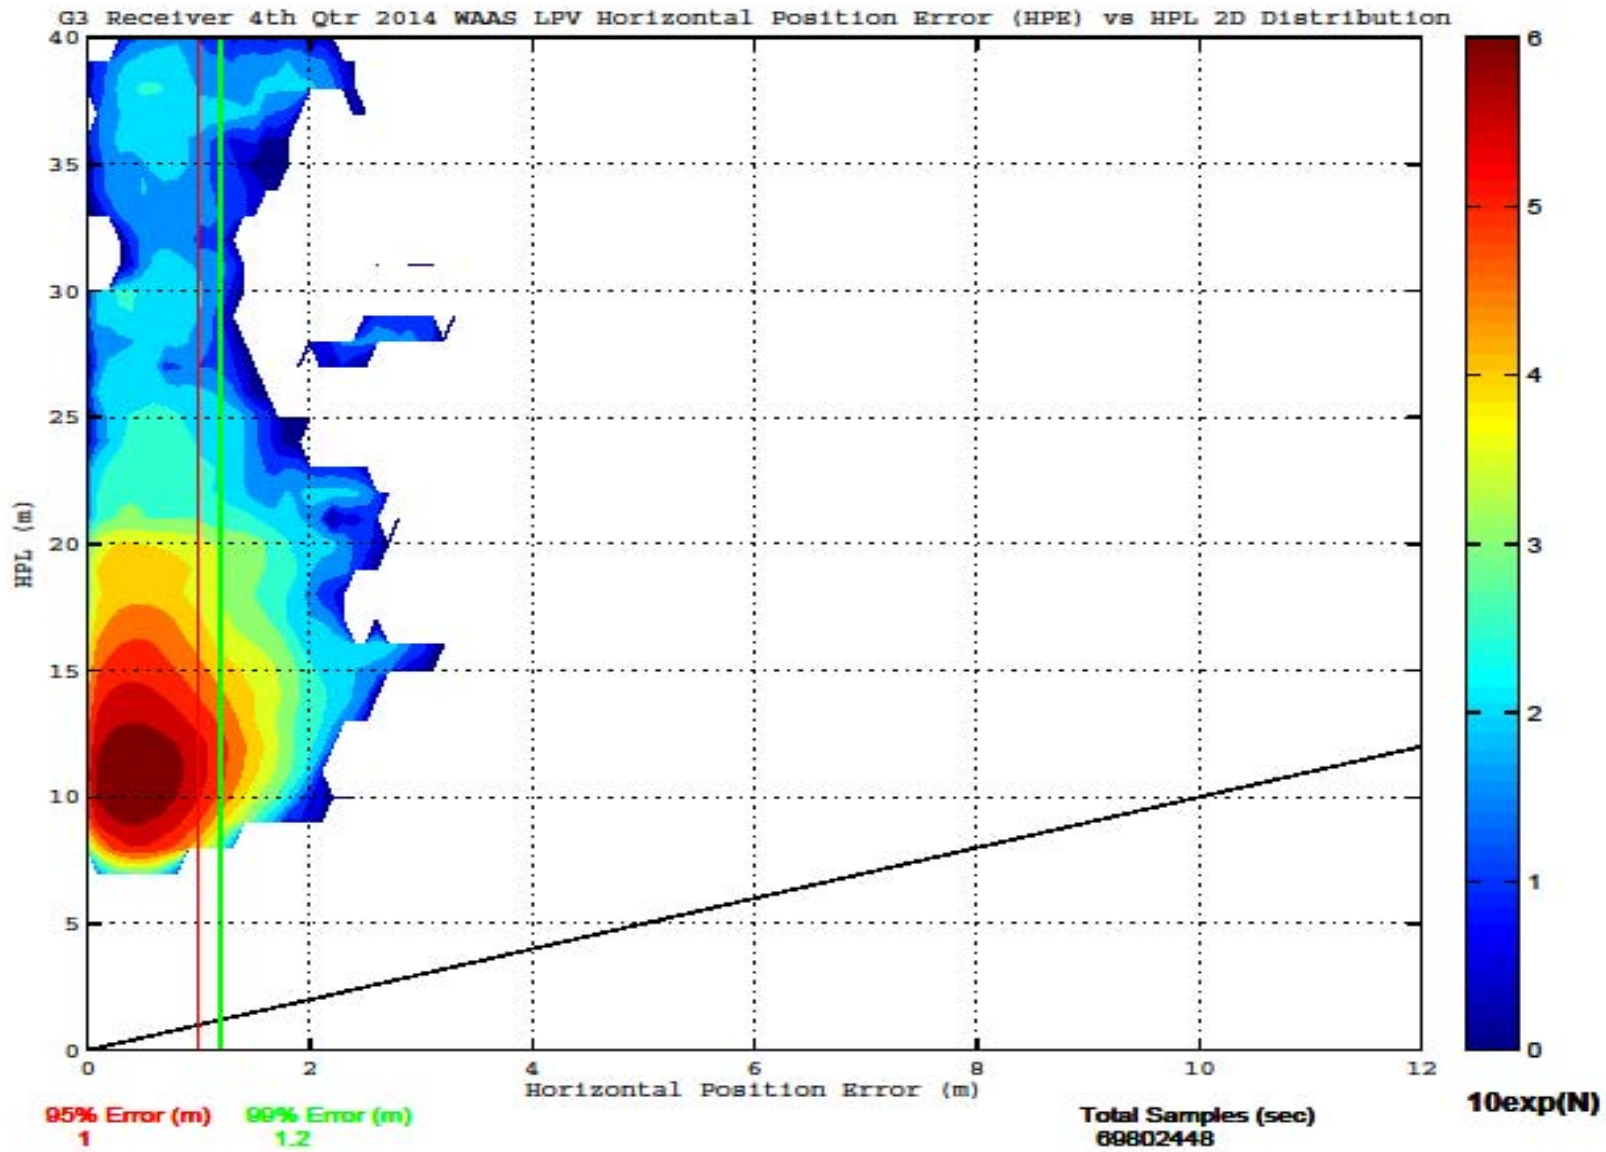 G3 Receiver 4th Qtr 2014 WAAS LPV Horizontal Position Error (HPE) vs HPL 2D Distribution
40
35
30
25
20
15
10
5
0
HPL (m)
0 2 4 6 8 10 12
Horizontal Position Error (m)
6
5
4
3
2
1
0
10exp(N)
95% Error (m) 99% Error (m) Total Samples (sec)
1 1.2 69802448